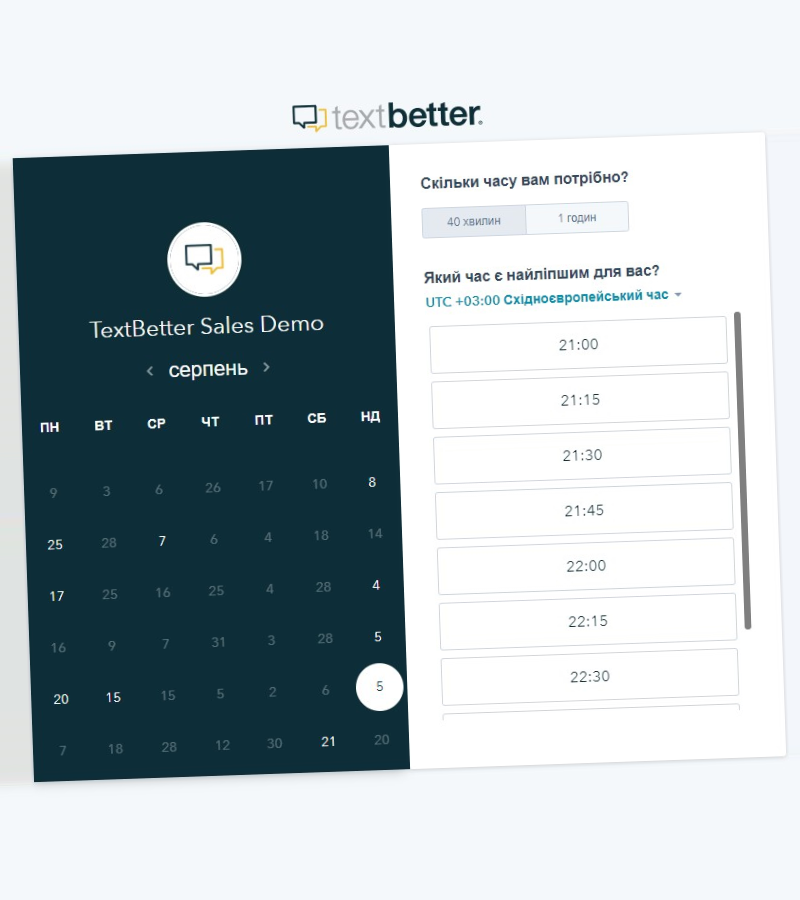 textbetter.
TextBetter Sales Demo
серпень
ПН ВТ СР ЧТ ПТ СБ НД
9 3 6 26 17 10 8
25 28 7 6 4 18 14
17 25 16 25 4 28 4
16 9 7 31 3 28 5
20 15 15 5 2 6 5
7 18 28 12 30 21 20
Скільки часу вам потрібно?
40 хвилин 1 годин
Який час є найліпшим для вас?
UTC +03:00 Східноєвропейський час
21:00
21:15
21:30
21:45
22:00
22:15
22:30